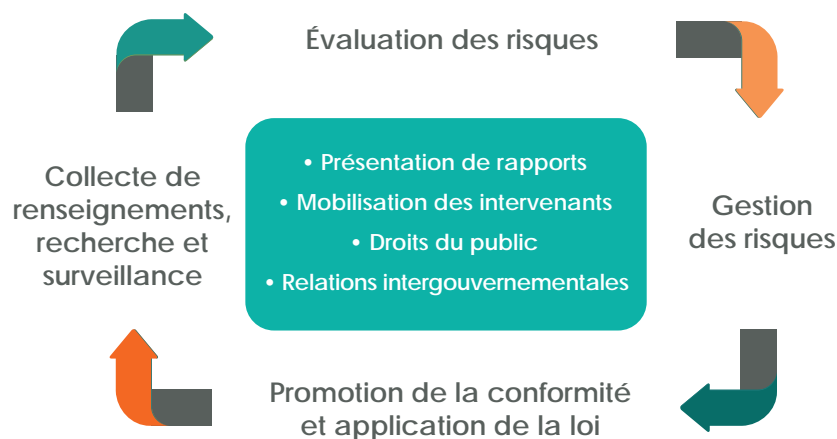 Évaluation des risques
Collecte de
renseignements,
recherche et
surveillance
• Présentation de rapports
• Mobilisation des intervenants
• Droits du public
• Relations intergouvernementales
Gestion
des risques
Promotion de la conformité
et application de la loi